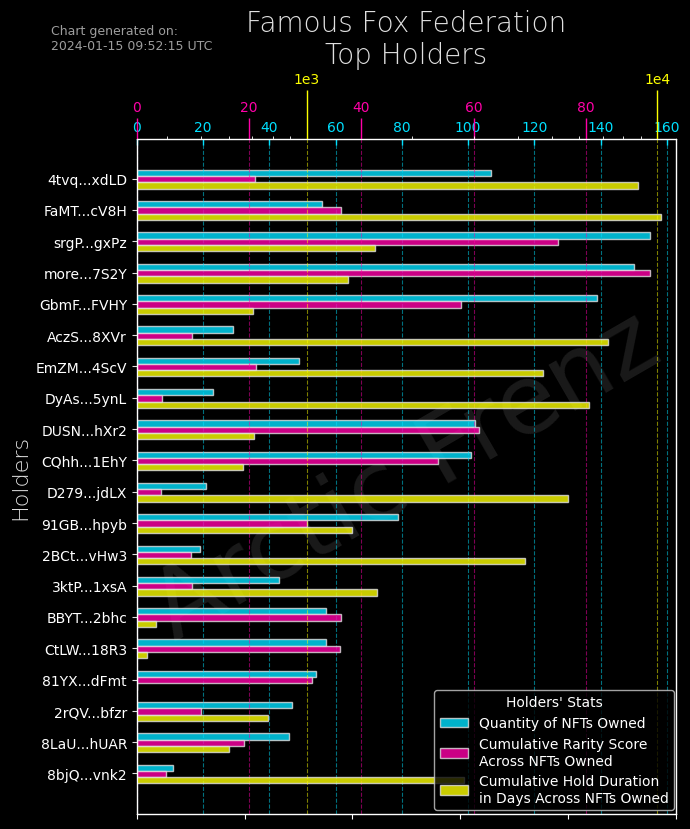 Chart generated on:
2024-01-15 09:52:15 UTC
Famous Fox Federation
Top Holders
1e3 1e4
0 20 40 60 80
0 20 40 60 80 100 120 140 160
Holders
4tvq...xdLD
FaMT...cV8H
srgP...gxPz
more...7S2Y
GbmF...FVHY
AczS...8XVr
EmZM...4ScV
DyAs...5ynL
DUSN...hXr2
CQhh...1EhY
D279...jdLX
91GB...hpyb
2BCt...vHw3
3ktP...1xsA
BBYT...2bhc
CtLW...18R3
81YX...dFmt
2rQV...bfzr
8LaU...hUAR
8bjQ...vnk2
Arctic Frenz
Holders' Stats
Quantity of NFTs Owned
Cumulative Rarity Score
Across NFTs Owned
Cumulative Hold Duration
in Days Across NFTs Owned